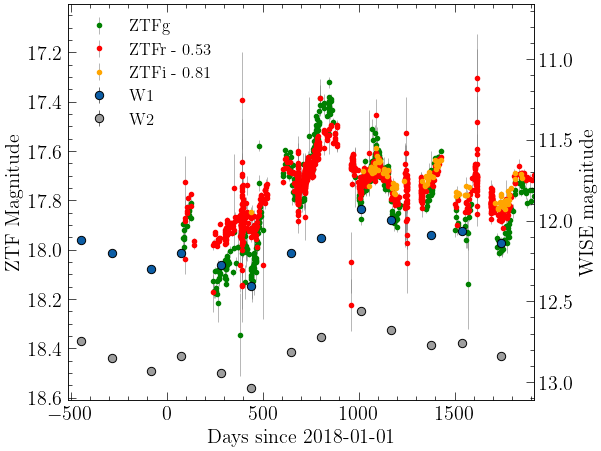 ZTFg
ZTFr - 0.53
ZTFi - 0.81
W1
W2
17.2
17.4
17.6
17.8
18.0
18.2
18.4
18.6
ZTF Magnitude
11.0
11.5
12.0
12.5
13.0
WISE magnitude
−500
0
500
1000
1500
Days since 2018-01-01